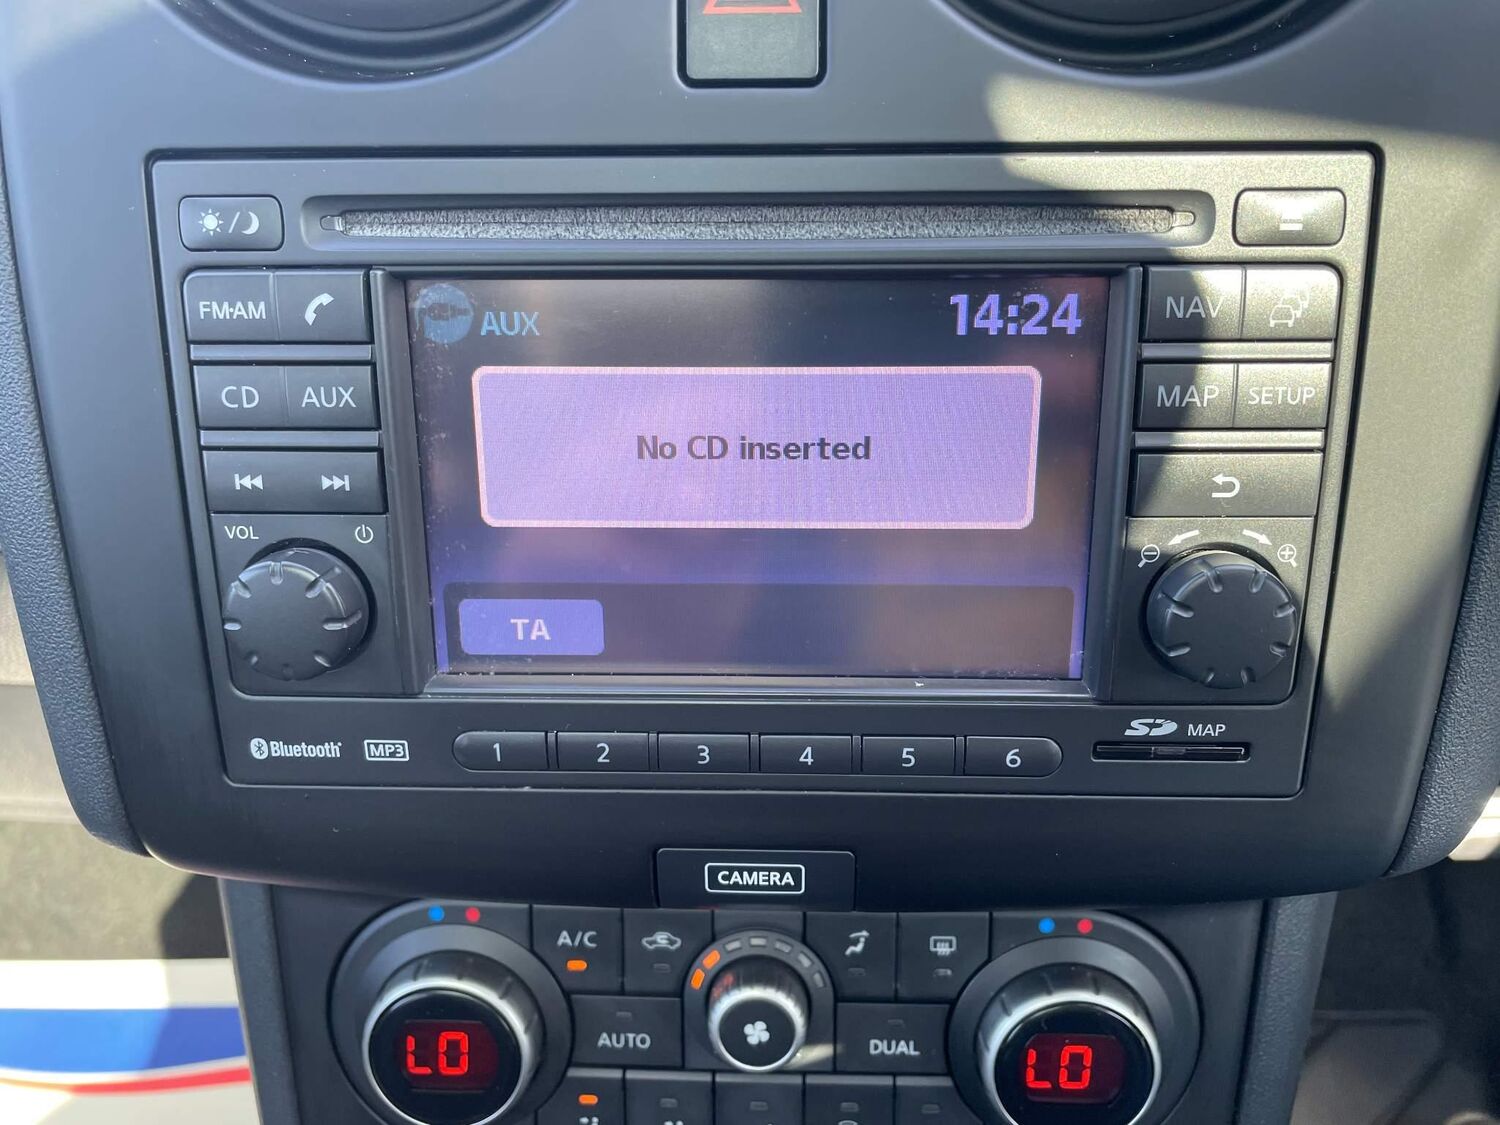 FM·AM
CD
AUX
VOL
AUX
14:24
No CD inserted
TA
NAV
MAP
SETUP
Bluetooth
MP3
1
2
3
4
5
6
SD MAP
CAMERA
A/C
AUTO
DUAL
LO
LO